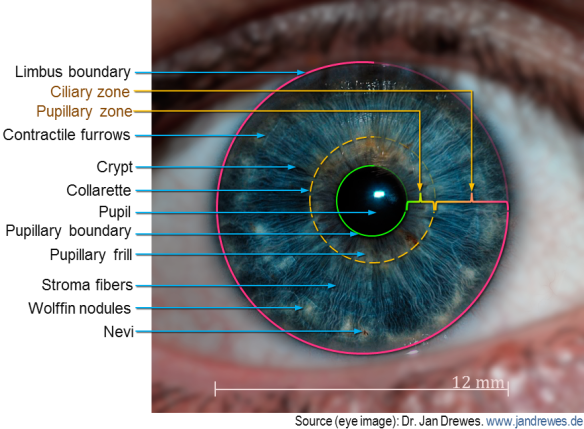 Limbus boundary
Ciliary zone
Pupillary zone
Contractile furrows
Crypt
Collarette
Pupil
Pupillary boundary
Pupillary frill
Stroma fibers
Wolffin nodules
Nevi
12 mm
Source (eye image): Dr. Jan Drewes. www.jandrewes.de